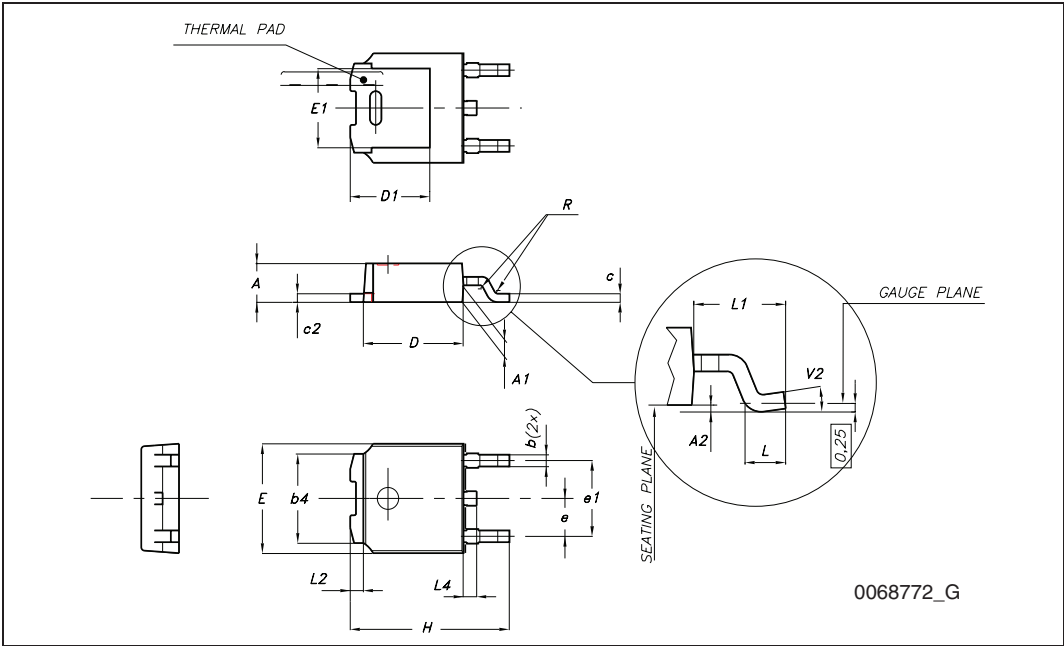 THERMAL PAD
E1
D1
R
A
c
c2
D
A1
L1
GAUGE PLANE
V2
A2
L
0,25
SEATING PLANE
b(2x)
E
b4
e
e1
L2
L4
H
0068772_G